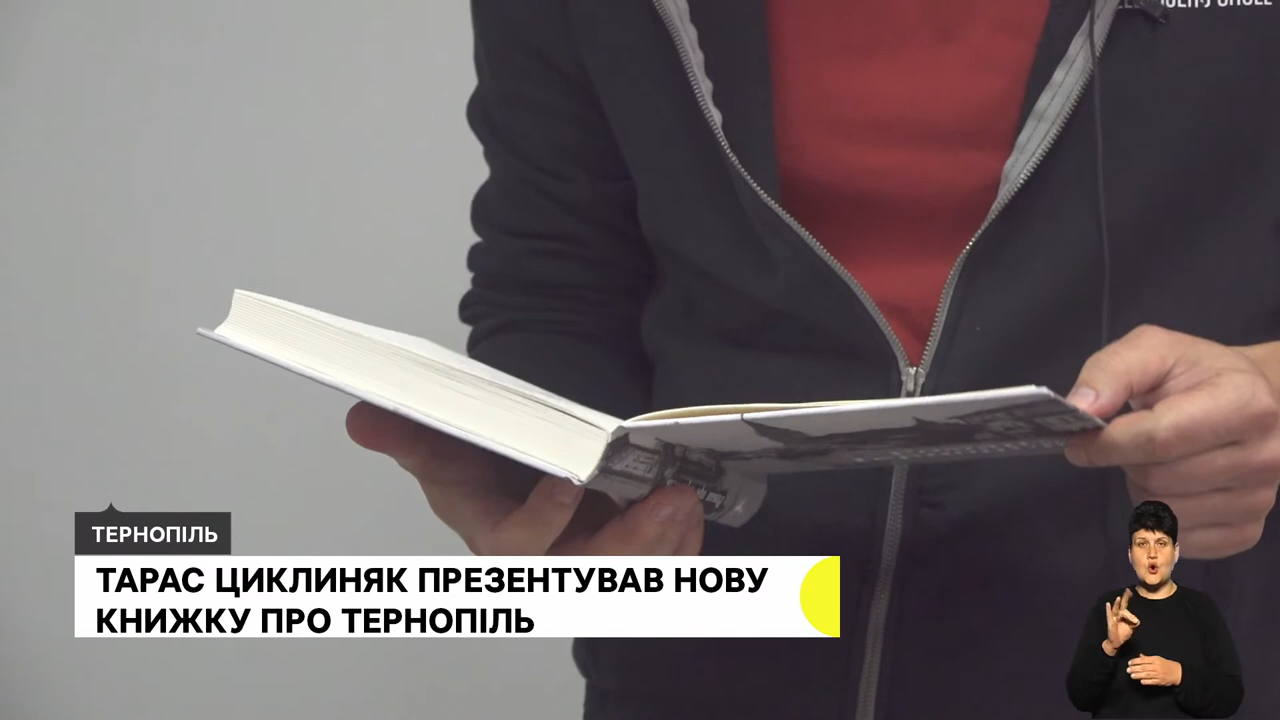 ТЕРНОПІЛЬ
ТАРАС ЦИКЛИНЯК ПРЕЗЕНТУВАВ НОВУ
КНИЖКУ ПРО ТЕРНОПІЛЬ